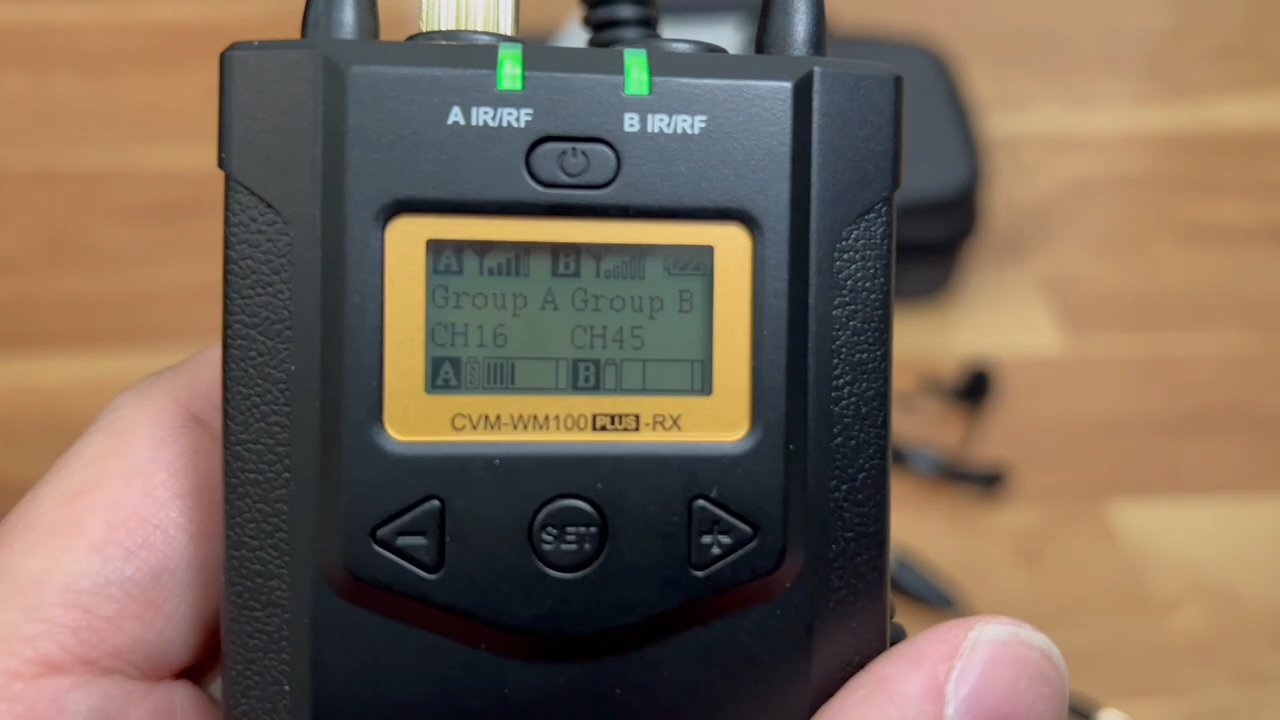 A IR/RF B IR/RF
A B
Group A Group B
CH16 CH45
A B
CVM-WM100 PLUS -RX
- SET +